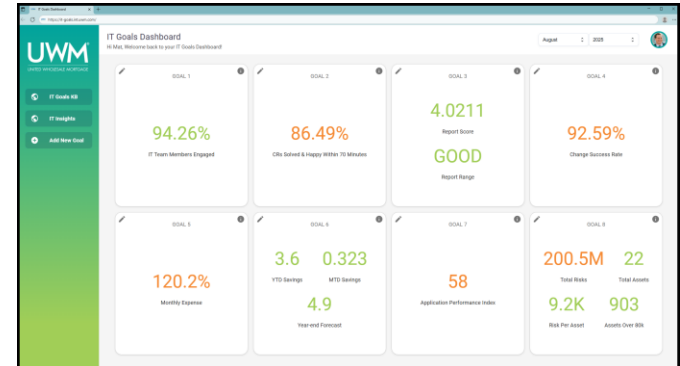 IT Goals Dashboard
UWM
UNITED WHOLESALE MORTGAGE
IT Goals KB
IT Insights
Add New Goal
IT Goals Dashboard
Hi Mat, Welcome back to your IT Goals Dashboard!
August
2025
GOAL 1
94.26%
IT Team Members Engaged
GOAL 2
86.49%
CRs Solved & Happy Within 70 Minutes
GOAL 3
4.0211
Report Score
GOOD
Report Range
GOAL 4
92.59%
Change Success Rate
GOAL 5
120.2%
Monthly Expense
GOAL 6
3.6
YTD Savings
0.323
MTD Savings
4.9
Year-end Forecast
GOAL 7
58
Application Performance Index
GOAL 8
200.5M
Total Risks
22
Total Assets
9.2K
Risk Per Asset
903
Assets Over 80k